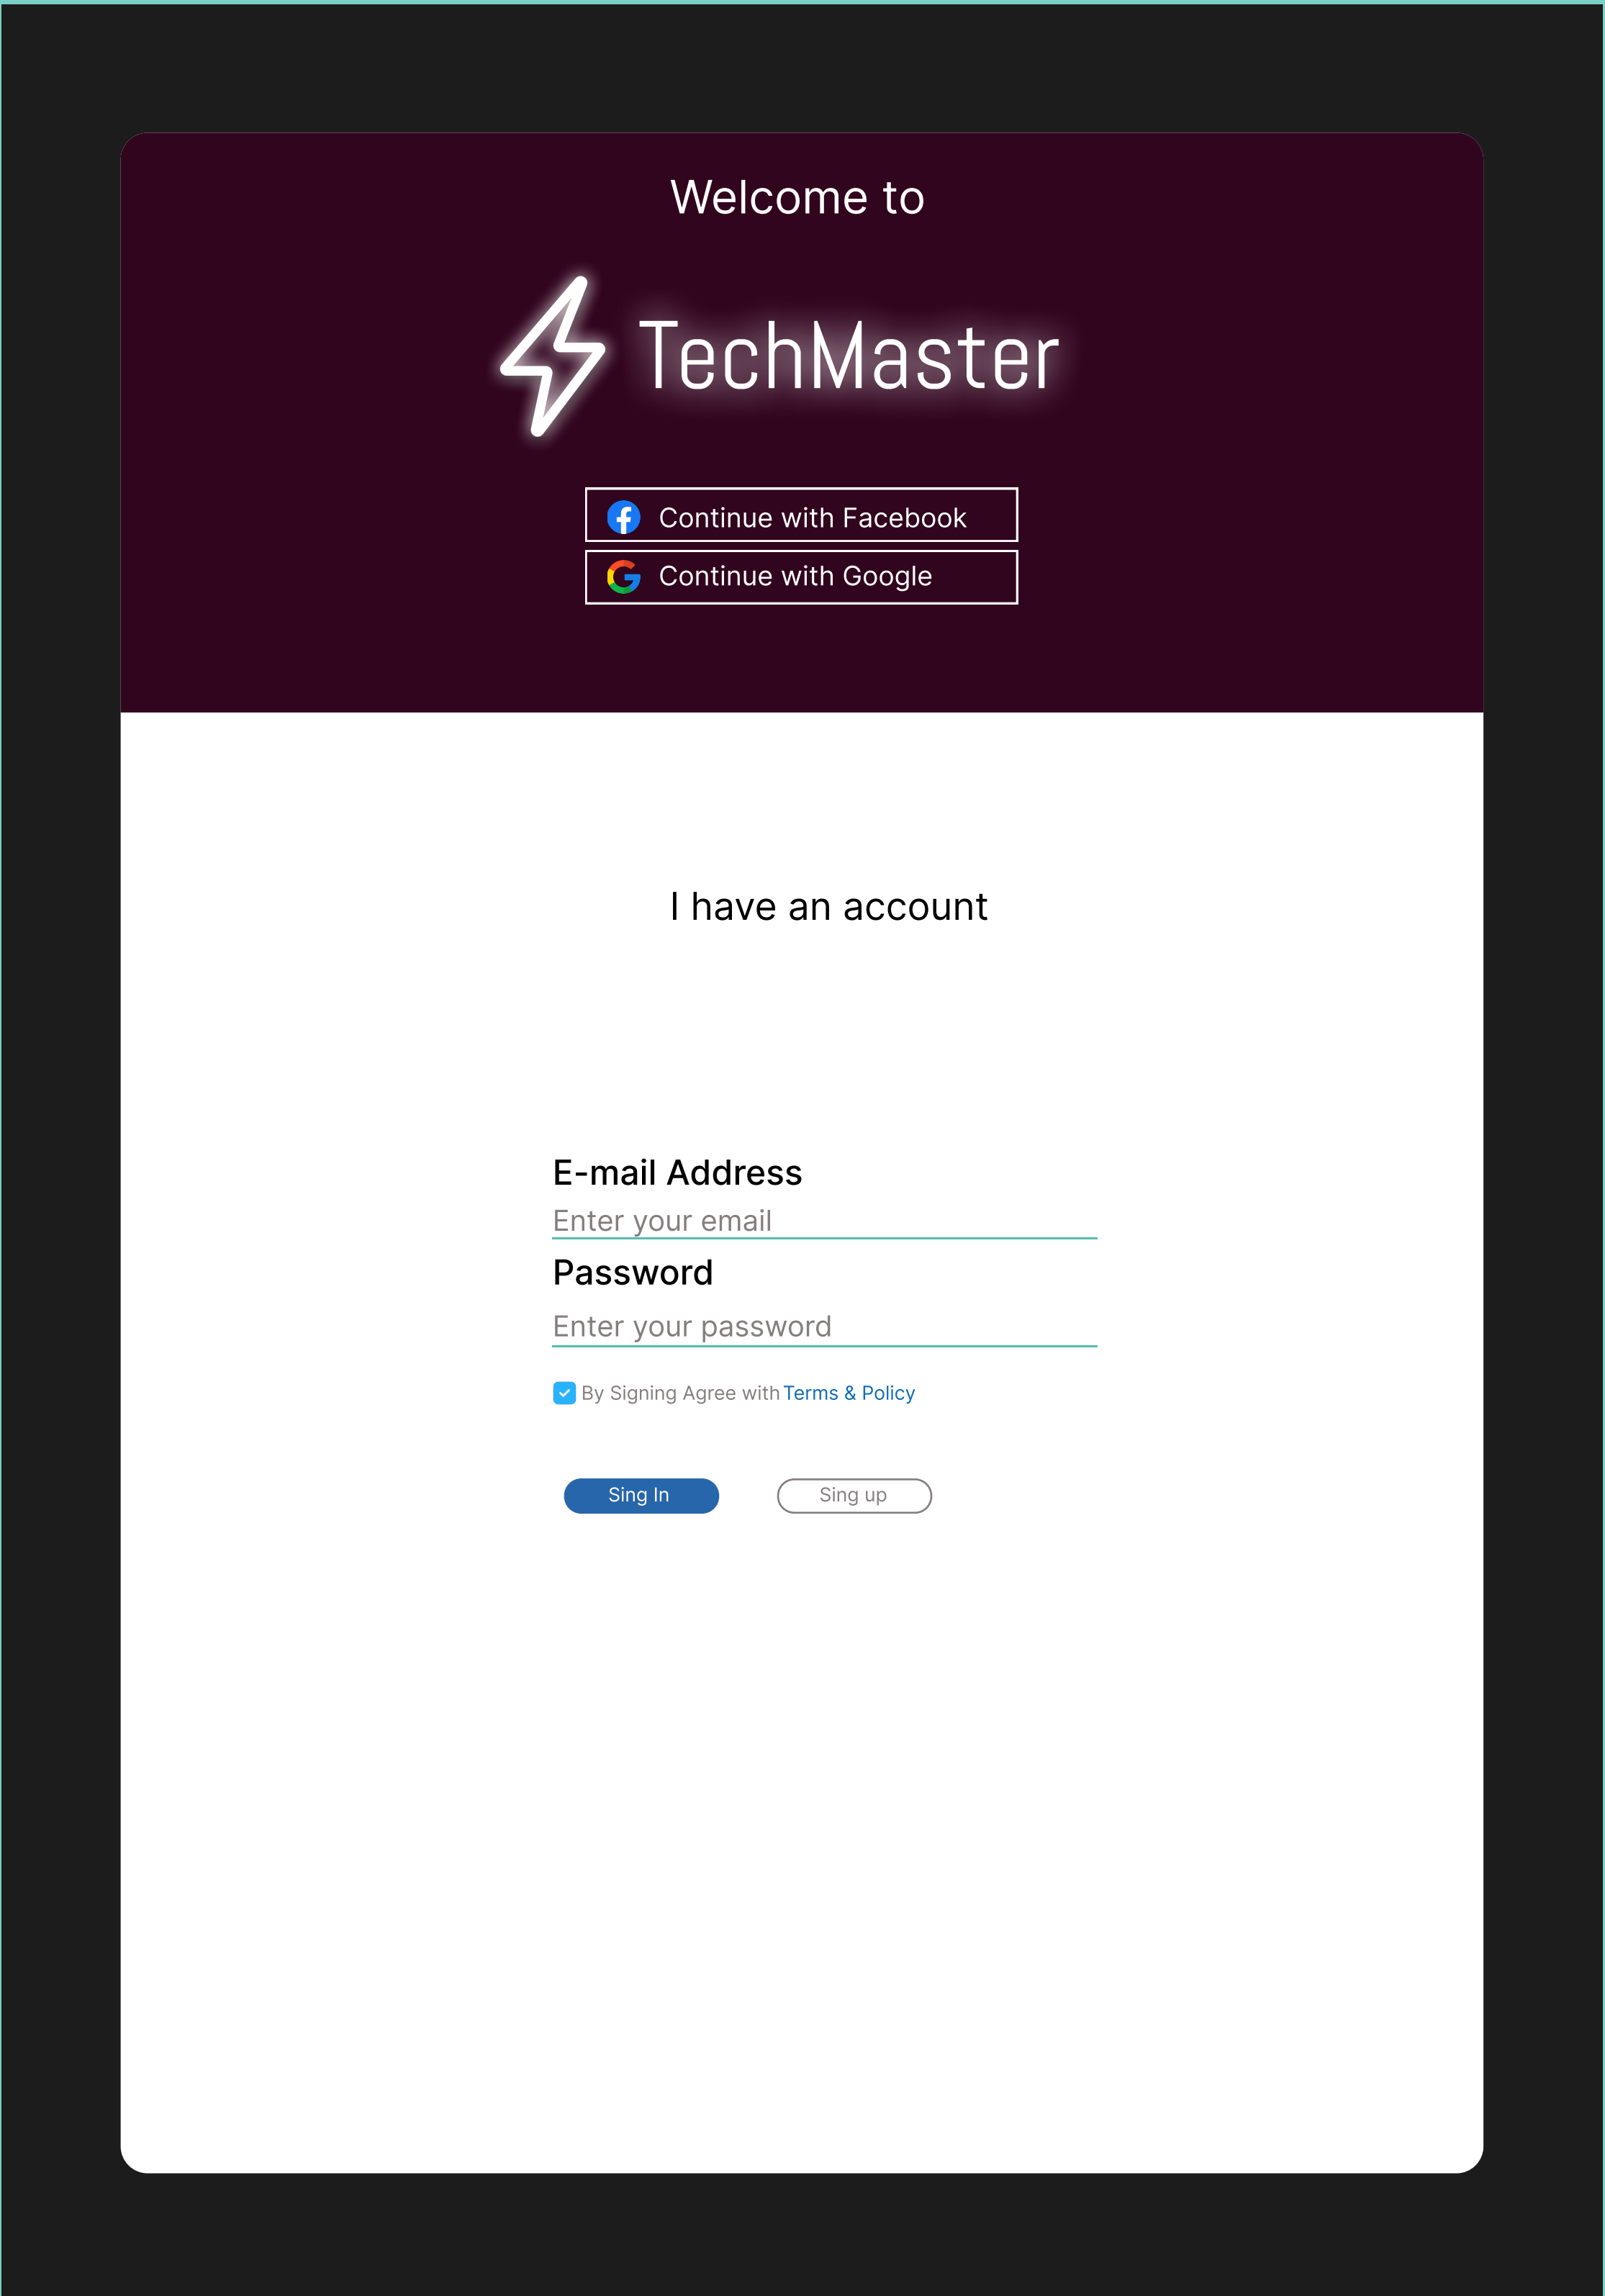 Welcome to
TechMaster
Continue with Facebook
Continue with Google
I have an account
E-mail Address
Enter your email
Password
Enter your password
By Signing Agree with Terms & Policy
Sing In
Sing up